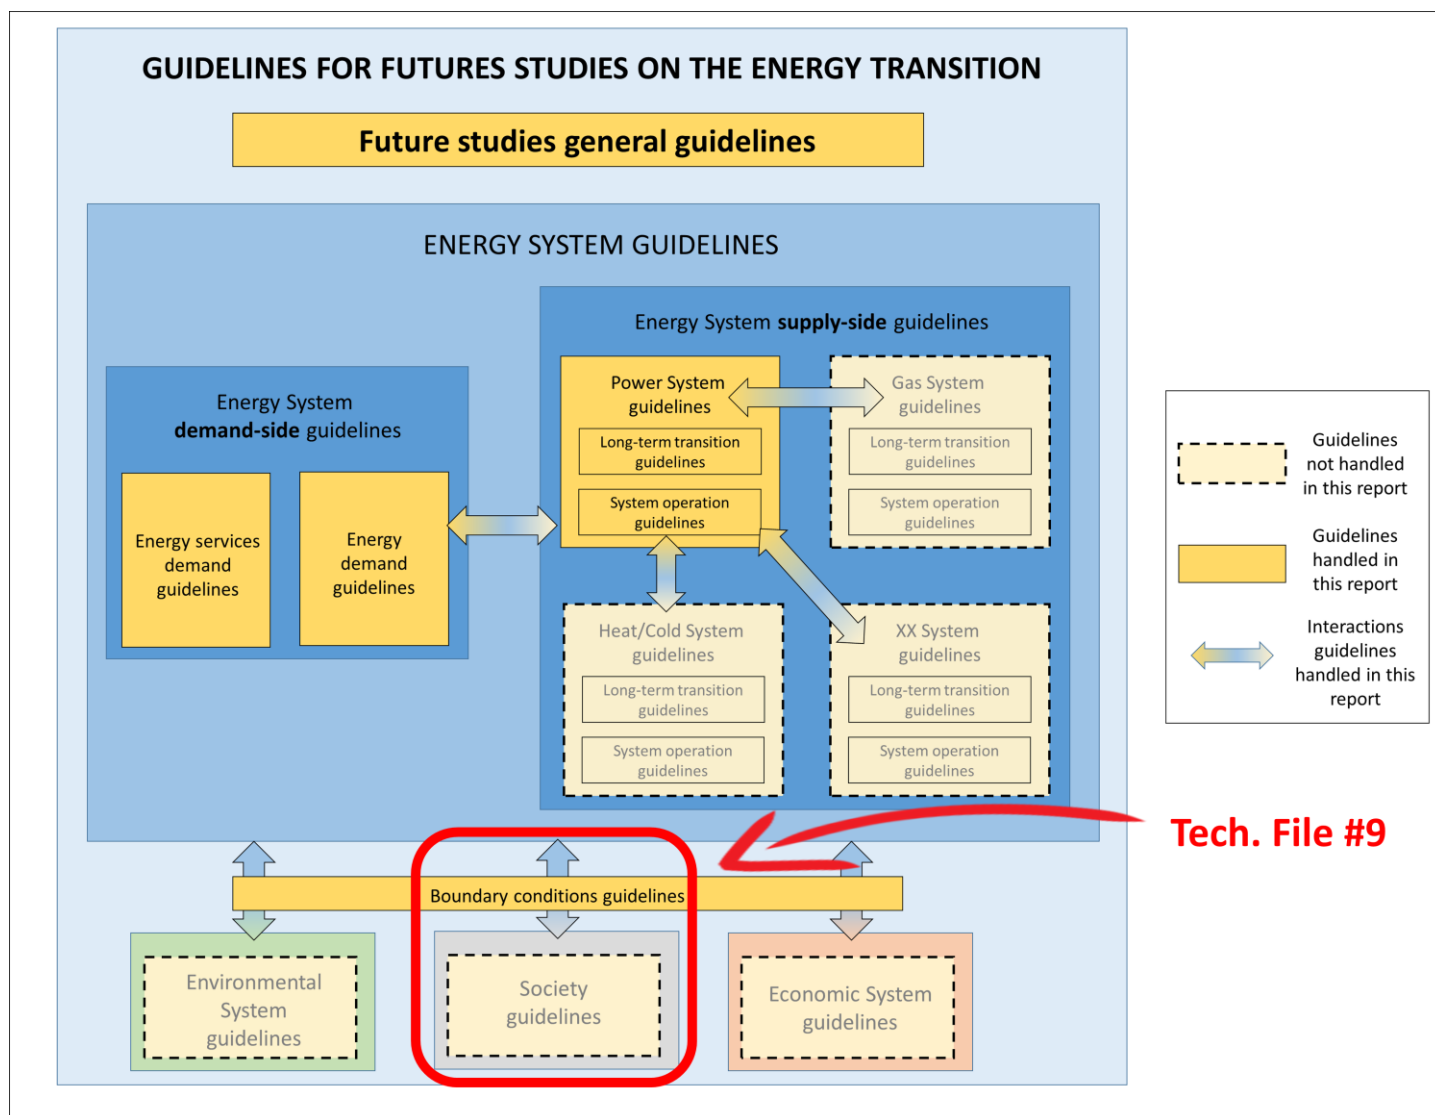 GUIDELINES FOR FUTURES STUDIES ON THE ENERGY TRANSITION
Future studies general guidelines
ENERGY SYSTEM GUIDELINES
Energy System supply-side guidelines
Power System
guidelines
Long-term transition
guidelines
System operation
guidelines
Gas System
guidelines
Long-term transition
guidelines
System operation
guidelines
Energy System
demand-side guidelines
Energy services
demand
guidelines
Energy
demand
guidelines
Heat/Cold System
guidelines
Long-term transition
guidelines
System operation
guidelines
XX System
guidelines
Long-term transition
guidelines
System operation
guidelines
Guidelines
not handled
in this report
Guidelines
handled in
this report
Interactions
guidelines
handled in this
report
Tech. File #9
Boundary conditions guidelines
Environmental
System
guidelines
Society
guidelines
Economic System
guidelines